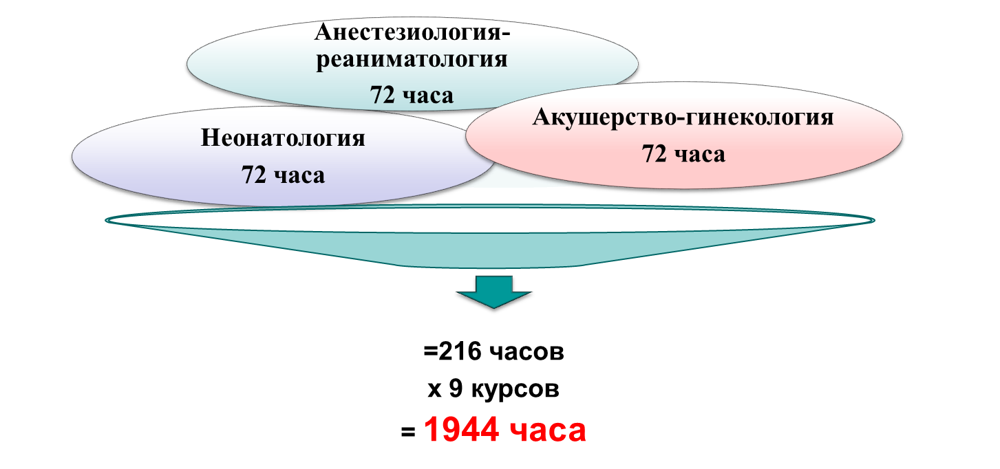 Анестезиология-
реаниматология
72 часа
Неонатология
72 часа
Акушерство-гинекология
72 часа
=216 часов
х 9 курсов
= 1944 часа